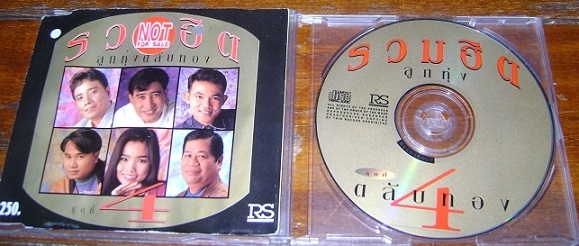 NOT
FOR SALE
รวมฮิต
ลูกทุ่งตลับทอง
ชุดที่
4
250.
RS
รวมฮิต
ลูกทุ่ง
RS
ชุดที่
4
ตลับทอง